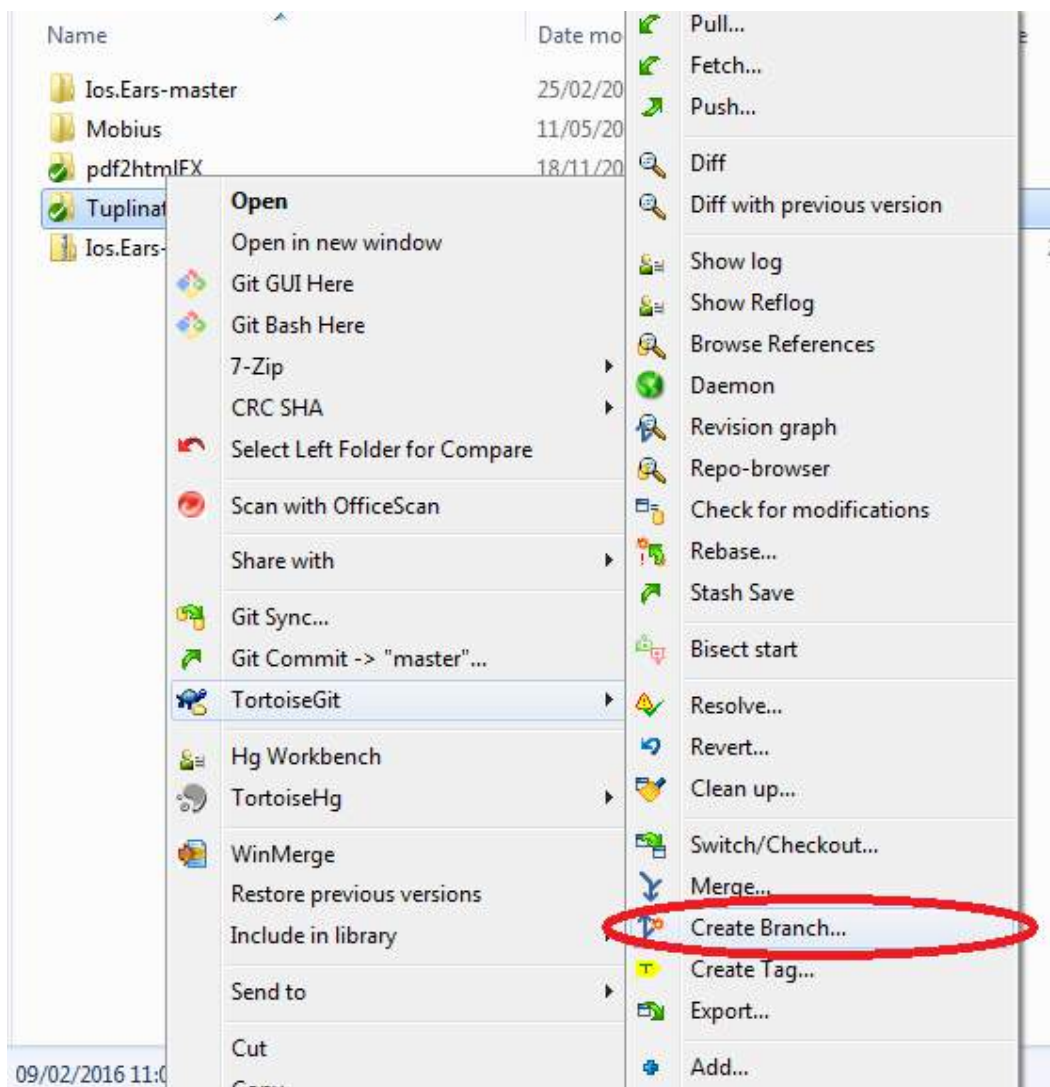 Name
Date mo
Ios.Ears-master
25/02/20
Mobius
11/05/20
pdf2htmlEX
18/11/20
Tuplinat
Ios.Ears-
Open
Open in new window
Git GUI Here
Git Bash Here
7-Zip
CRC SHA
Select Left Folder for Compare
Scan with OfficeScan
Share with
Git Sync...
Git Commit -> "master"...
TortoiseGit
Hg Workbench
TortoiseHg
WinMerge
Restore previous versions
Include in library
Send to
Cut
Copy
Pull...
Fetch...
Push...
Diff
Diff with previous version
Show log
Show Reflog
Browse References
Daemon
Revision graph
Repo-browser
Check for modifications
Rebase...
Stash Save
Bisect start
Resolve...
Revert...
Clean up...
Switch/Checkout...
Merge...
Create Branch...
Create Tag...
Export...
Add...
09/02/2016 11:0